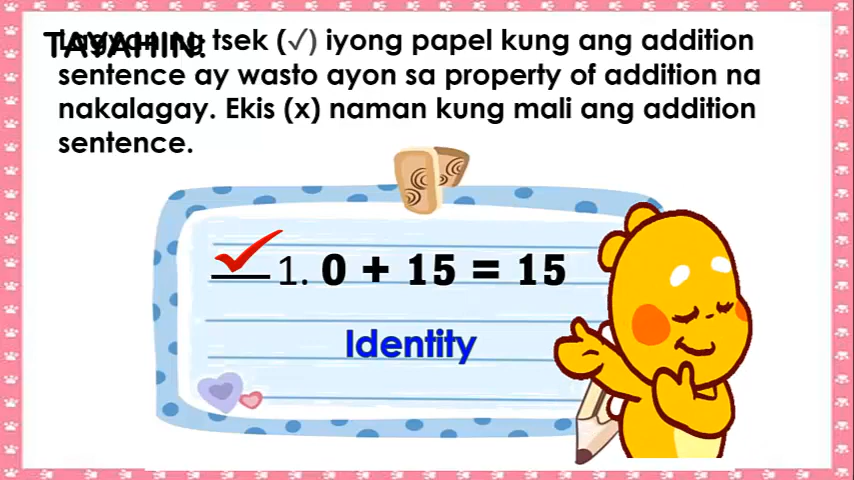 TAYAHIN:
tsek (√) iyong papel kung ang addition
sentence ay wasto ayon sa property of addition na
nakalagay. Ekis (x) naman kung mali ang addition
sentence.
1. 0 + 15 = 15
Identity